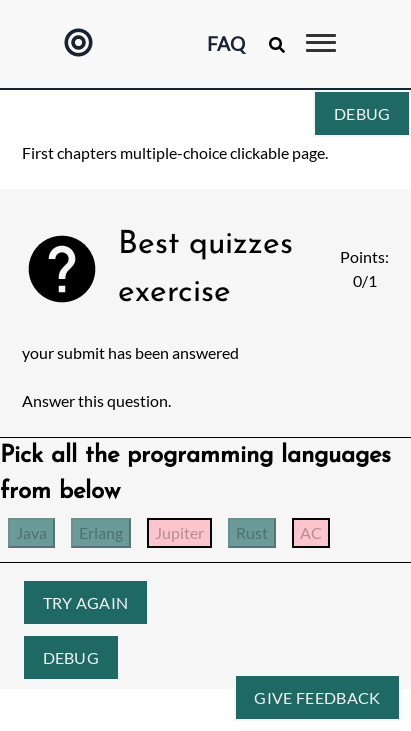 FAQ
DEBUG
First chapters multiple-choice clickable page.
Best quizzes
exercise
Points:
0/1
your submit has been answered
Answer this question.
Pick all the programming languages
from below
Java Erlang Jupiter Rust AC
TRY AGAIN
DEBUG
GIVE FEEDBACK